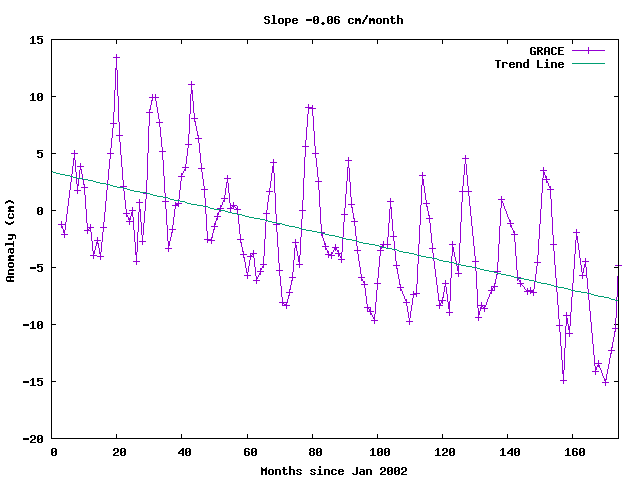 Slope -0.06 cm/month
GRACE
Trend Line
15
10
5
0
-5
-10
-15
-20
Anomaly (cm)
0 20 40 60 80 100 120 140 160
Months since Jan 2002